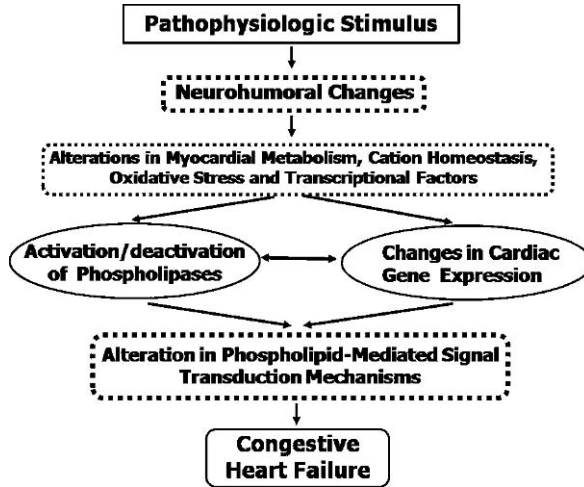 Pathophysiologic Stimulus
Neurohumoral Changes
Alterations in Myocardial Metabolism, Cation Homeostasis,
Oxidative Stress and Transcriptional Factors
Activation/deactivation
of Phospholipases
Changes in Cardiac
Gene Expression
Alteration in Phospholipid-Mediated Signal
Transduction Mechanisms
Congestive
Heart Failure